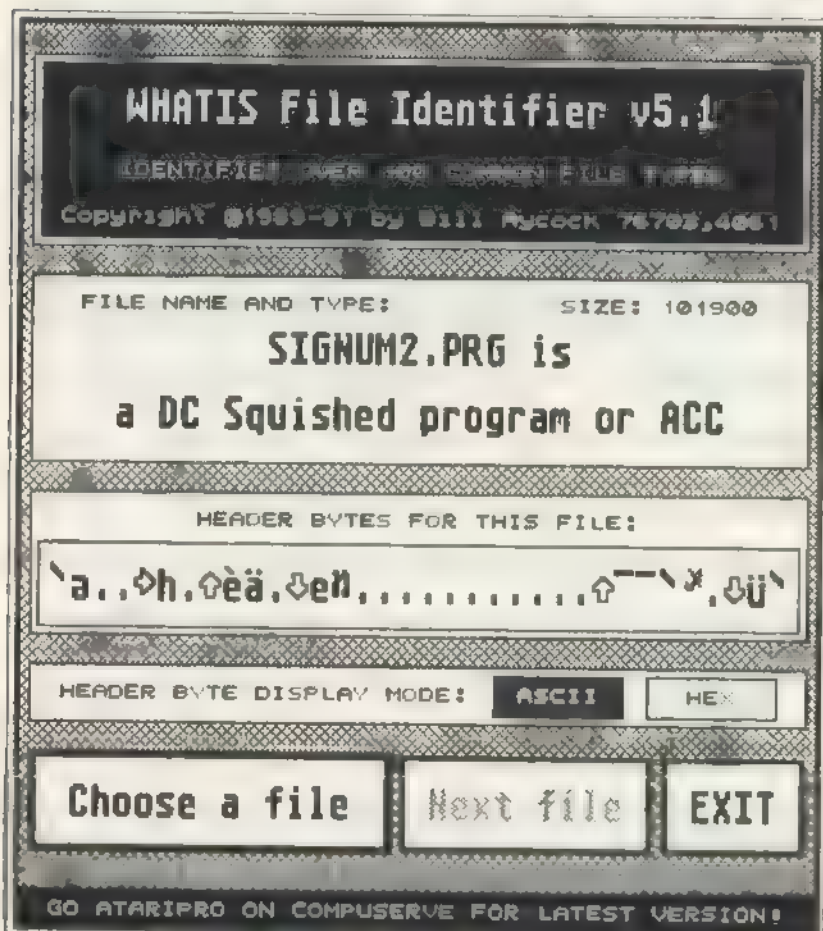 WHATIS File Identifier v5.1
Copyright ©1989-91 by Bill Aycock
FILE NAME AND TYPE: SIZE: 101900
SIGNUM2.PRG is
a DC Squished program or ACC
HEADER BYTES FOR THIS FILE:
`a..⇨h.⇧èä.⇩eN...........⇧¯¯`.⇩ü`
HEADER BYTE DISPLAY MODE: ASCII HEX
Choose a file Next file EXIT
GO ATARIPRO ON COMPUSERVE FOR LATEST VERSION!